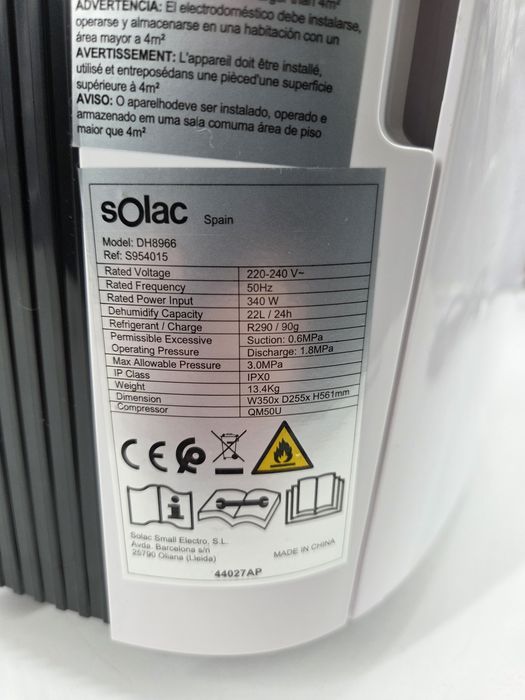 ADVERTENCIA: El electrodoméstico debe instalarse,
operarse y almacenarse en una habitación con un
área mayor a 4m²
AVERTISSEMENT: L'appareil doit être installé,
utilisé et entreposédans une pièced'une superficie
supérieure à 4m²
AVISO: O aparelhodeve ser instalado, operado e
armazenado em uma sala comuma área de piso
maior que 4m²
sOlac Spain
Model: DH8966
Ref: S954015
Rated Voltage 220-240 V~
Rated Frequency 50Hz
Rated Power Input 340 W
Dehumidify Capacity 22L / 24h
Refrigerant / Charge R290 / 90g
Permissible Excessive Suction: 0.6MPa
Operating Pressure Discharge: 1.8MPa
Max Allowable Pressure 3.0MPa
IP Class IPX0
Weight 13.4Kg
Dimension W350x D255x H561mm
Compressor QM50U
CE
Solac Small Electro, S.L.
Avda. Barcelona s/n
25790 Oliana (Lleida)
MADE IN CHINA
44027AP